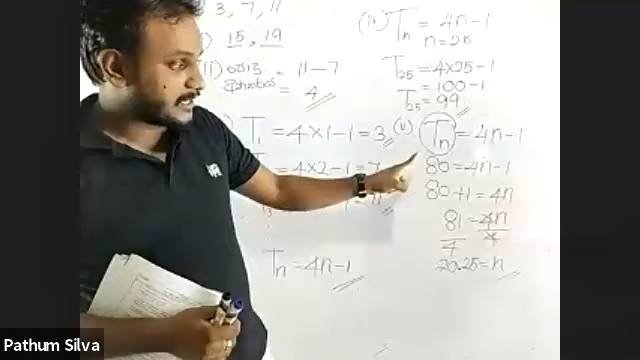 3, 7, 11
15, 19
(ii) පොදු = 11-7
= 4
T₁ = 4×1-1 = 3
= 4×2-1 = 7
Tn = 4n-1
(iv) Tn = 4n-1
n=25
T₂₅ = 4×25-1
= 100-1
T₂₅ = 99
(v) Tn = 4n-1
80 = 4n-1
80+1 = 4n
81/4 = 4n/4
20.25 = n
Pathum Silva